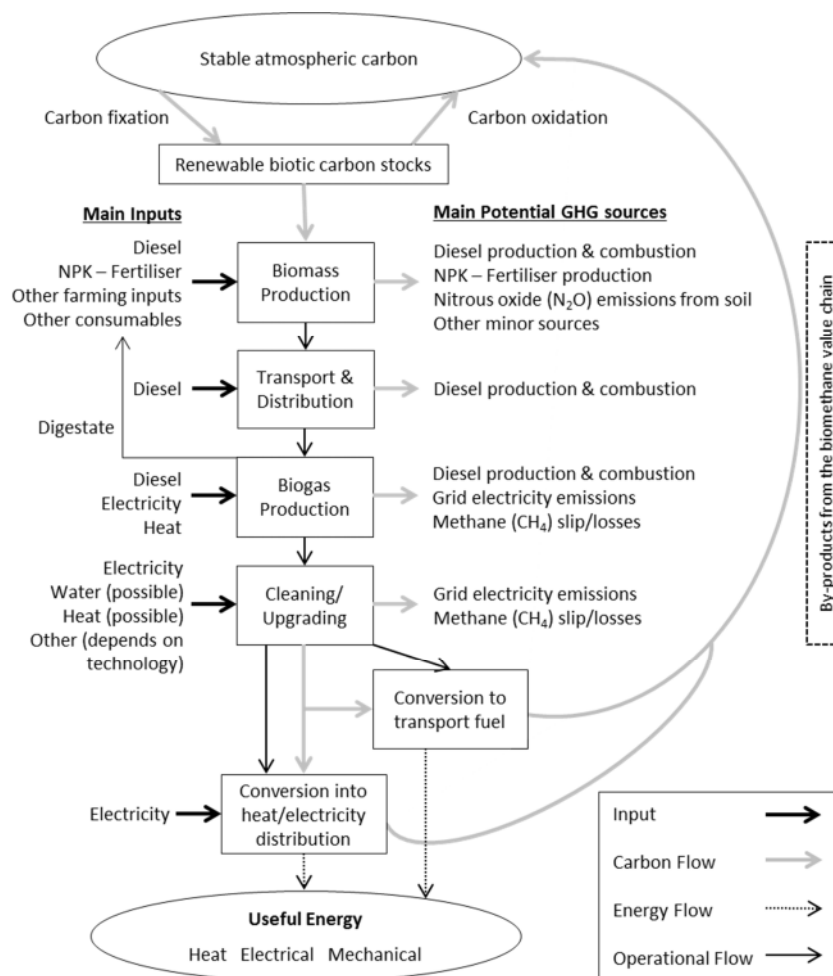 Stable atmospheric carbon
Carbon fixation
Carbon oxidation
Renewable biotic carbon stocks
Main Inputs
Main Potential GHG sources
Diesel
NPK – Fertiliser
Other farming inputs
Other consumables
Biomass
Production
Diesel production & combustion
NPK – Fertiliser production
Nitrous oxide (N₂O) emissions from soil
Other minor sources
Diesel
Transport &
Distribution
Diesel production & combustion
Digestate
Diesel
Electricity
Heat
Biogas
Production
Diesel production & combustion
Grid electricity emissions
Methane (CH₄) slip/losses
Electricity
Water (possible)
Heat (possible)
Other (depends on
technology)
Cleaning/
Upgrading
Grid electricity emissions
Methane (CH₄) slip/losses
By-products from the biomethane value chain
Conversion to
transport fuel
Electricity
Conversion into
heat/electricity
distribution
Useful Energy
Heat Electrical Mechanical
Input
Carbon Flow
Energy Flow
Operational Flow